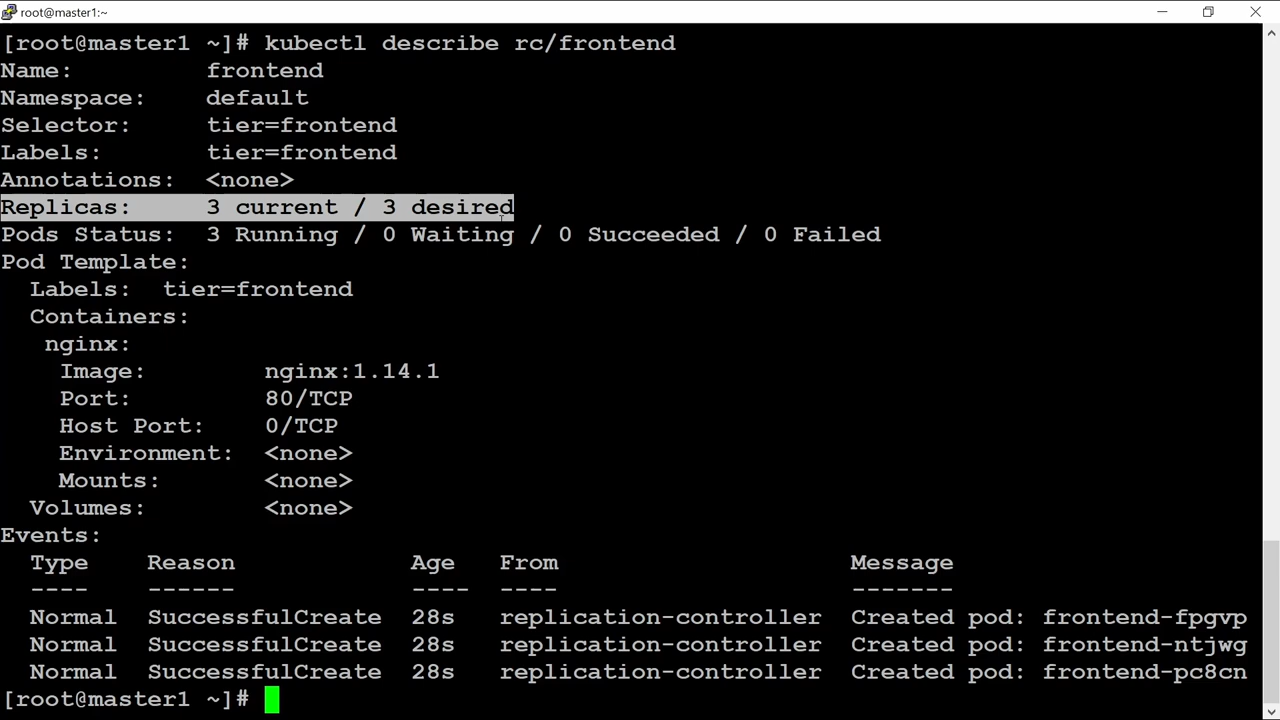 root@master1:~
[root@master1 ~]# kubectl describe rc/frontend
Name:         frontend
Namespace:    default
Selector:     tier=frontend
Labels:       tier=frontend
Annotations:  <none>
Replicas:     3 current / 3 desired
Pods Status:  3 Running / 0 Waiting / 0 Succeeded / 0 Failed
Pod Template:
  Labels:  tier=frontend
  Containers:
   nginx:
    Image:        nginx:1.14.1
    Port:         80/TCP
    Host Port:    0/TCP
    Environment:  <none>
    Mounts:       <none>
  Volumes:        <none>
Events:
  Type    Reason            Age   From                    Message
  ----    ------            ----  ----                    -------
  Normal  SuccessfulCreate  28s   replication-controller  Created pod: frontend-fpgvp
  Normal  SuccessfulCreate  28s   replication-controller  Created pod: frontend-ntjwg
  Normal  SuccessfulCreate  28s   replication-controller  Created pod: frontend-pc8cn
[root@master1 ~]#